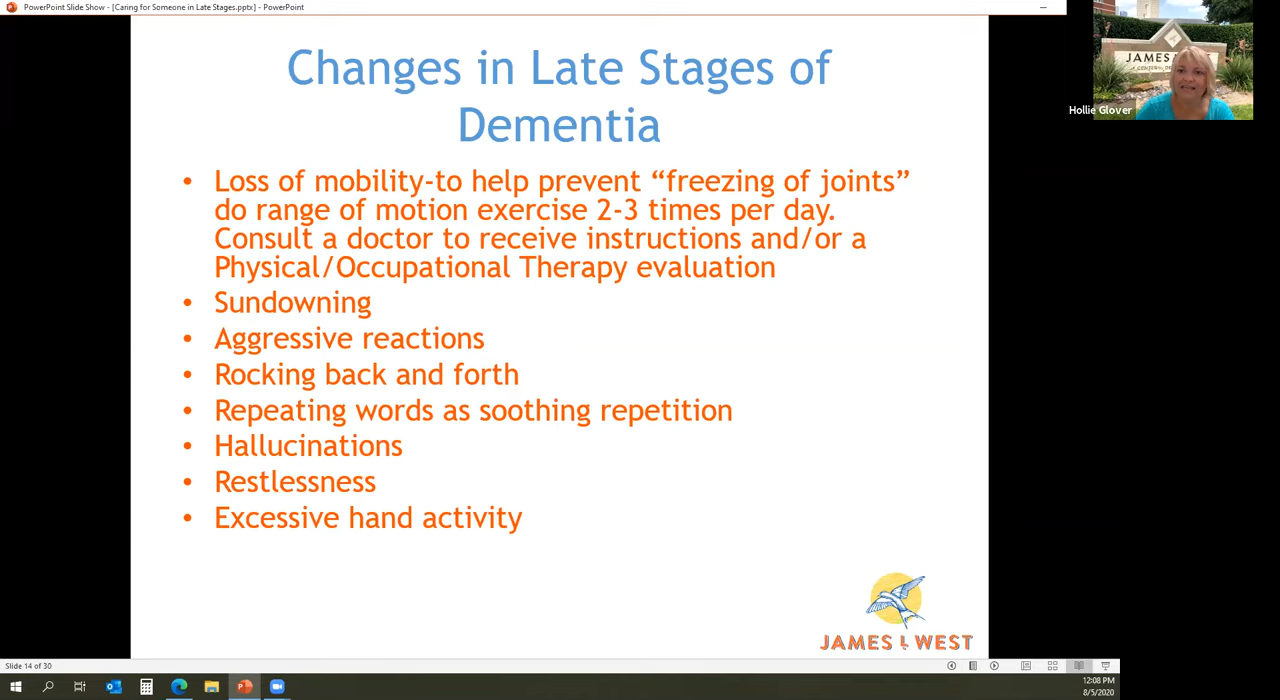 PowerPoint Slide Show - [Caring for Someone in Late Stages.pptx] - PowerPoint
Changes in Late Stages of
Dementia
• Loss of mobility-to help prevent “freezing of joints”
do range of motion exercise 2-3 times per day.
Consult a doctor to receive instructions and/or a
Physical/Occupational Therapy evaluation
• Sundowning
• Aggressive reactions
• Rocking back and forth
• Repeating words as soothing repetition
• Hallucinations
• Restlessness
• Excessive hand activity
JAMES L WEST
JAMES
Hollie Glover
Slide 14 of 30
12:08 PM
8/5/2020